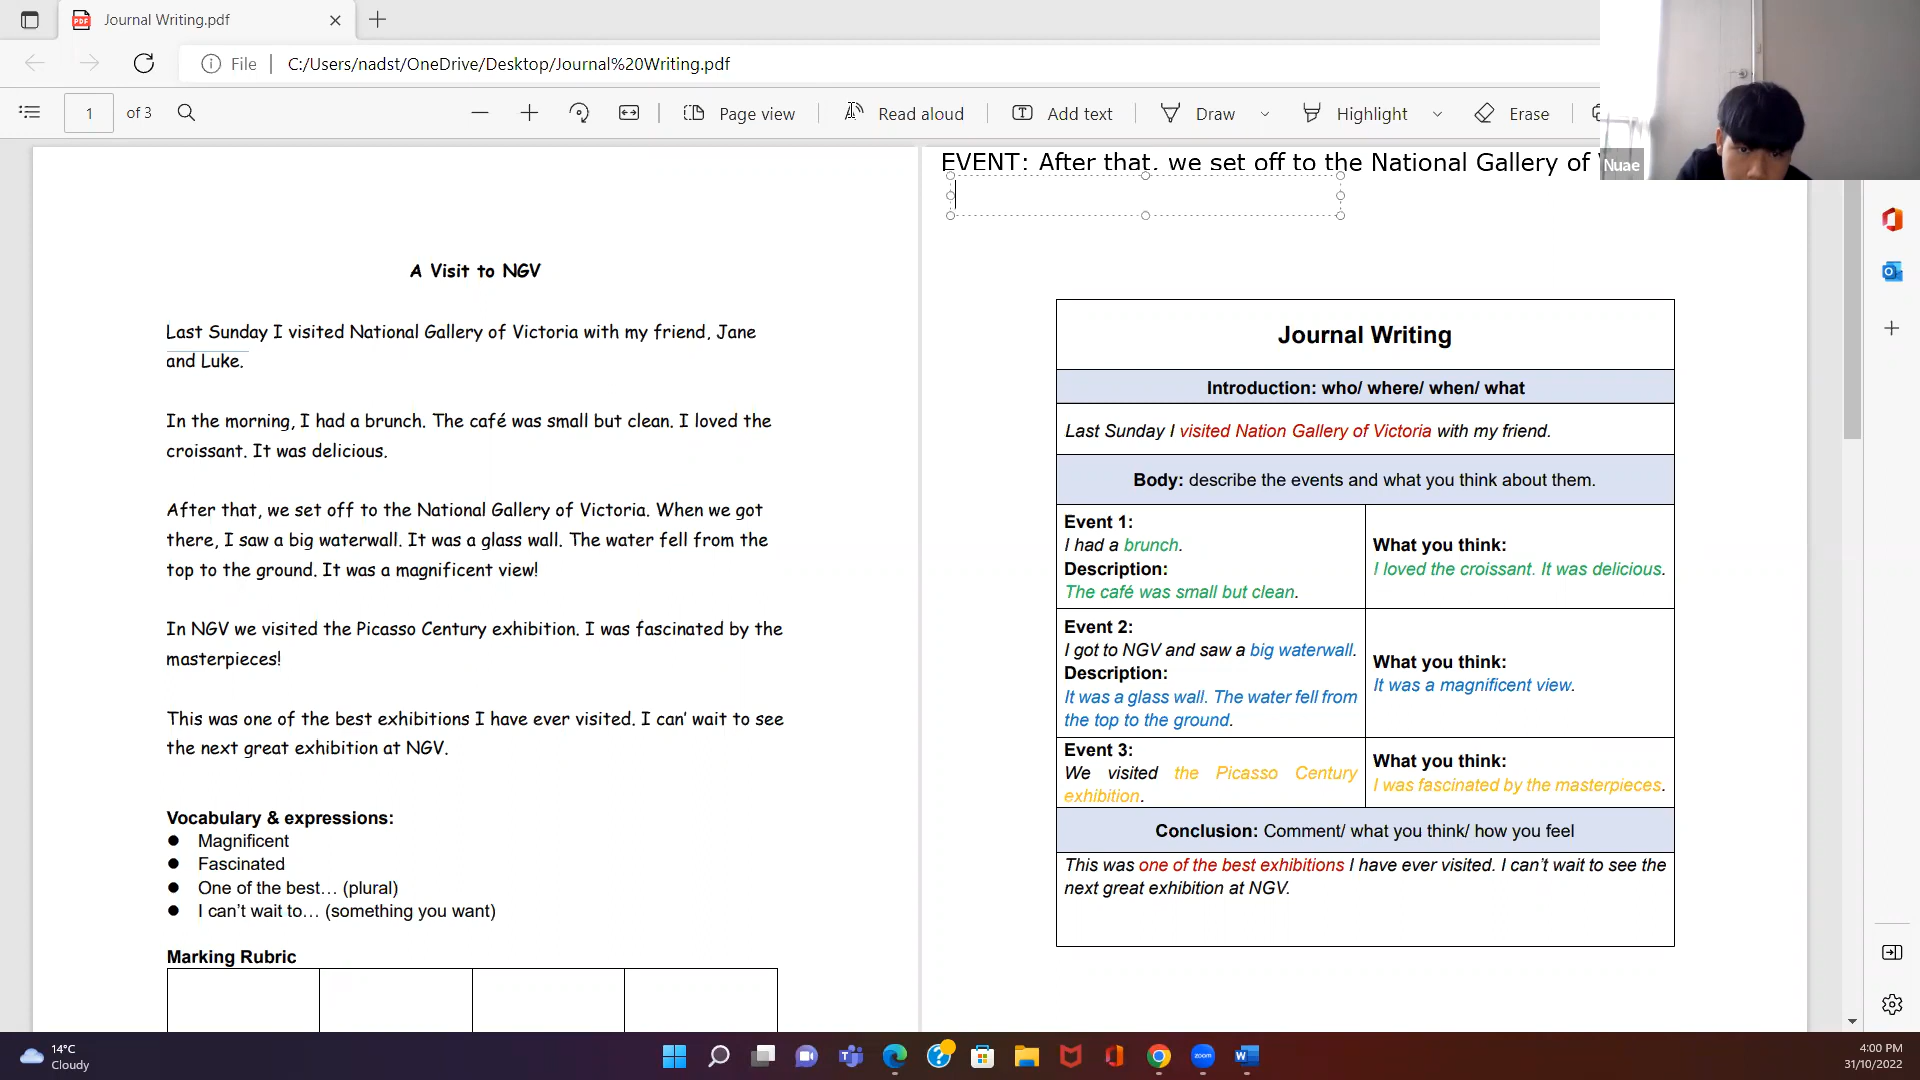 Journal Writing.pdf
File
C:/Users/nadst/OneDrive/Desktop/Journal%20Writing.pdf
1 of 3
Page view
Read aloud
Add text
Draw
Highlight
Erase
Nuae
EVENT: After that, we set off to the National Gallery of
A Visit to NGV
Last Sunday I visited National Gallery of Victoria with my friend, Jane
and Luke.
In the morning, I had a brunch. The café was small but clean. I loved the
croissant. It was delicious.
After that, we set off to the National Gallery of Victoria. When we got
there, I saw a big waterwall. It was a glass wall. The water fell from the
top to the ground. It was a magnificent view!
In NGV we visited the Picasso Century exhibition. I was fascinated by the
masterpieces!
This was one of the best exhibitions I have ever visited. I can' wait to see
the next great exhibition at NGV.
Vocabulary & expressions:
● Magnificent
● Fascinated
● One of the best… (plural)
● I can't wait to… (something you want)
Marking Rubric
Journal Writing
Introduction: who/ where/ when/ what
Last Sunday I visited Nation Gallery of Victoria with my friend.
Body: describe the events and what you think about them.
Event 1:
I had a brunch.
Description:
The café was small but clean.
What you think:
I loved the croissant. It was delicious.
Event 2:
I got to NGV and saw a big waterwall.
Description:
It was a glass wall. The water fell from
the top to the ground.
What you think:
It was a magnificent view.
Event 3:
We visited the Picasso Century
exhibition.
What you think:
I was fascinated by the masterpieces.
Conclusion: Comment/ what you think/ how you feel
This was one of the best exhibitions I have ever visited. I can't wait to see the
next great exhibition at NGV.
14°C
Cloudy
4:00 PM
31/10/2022